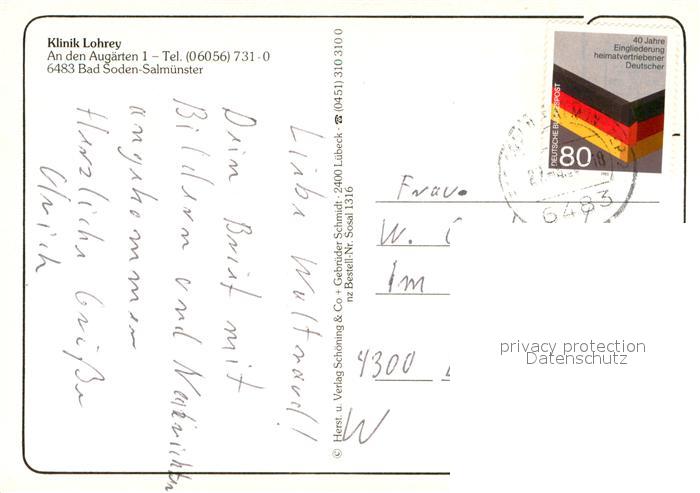 Klinik Lohrey
An den Augärten 1 – Tel. (06056) 731-0
6483 Bad Soden-Salmünster
Liebe Waltraud!
Dein Brief mit
Bildern und Nachrichten
angekommen
Herzliche Grüße
Ulrich
© Herst. u. Verlag Schöning & Co + Gebrüder Schmidt · 2400 Lübeck · ☎ (0451) 310 310 0
nz Bestell-Nr. Sosal 1316
40 Jahre
Eingliederung
heimatvertriebener
Deutscher
DEUTSCHE BUNDESPOST
80
6483
Frau
W.
Im
4300
W
privacy protection
Datenschutz